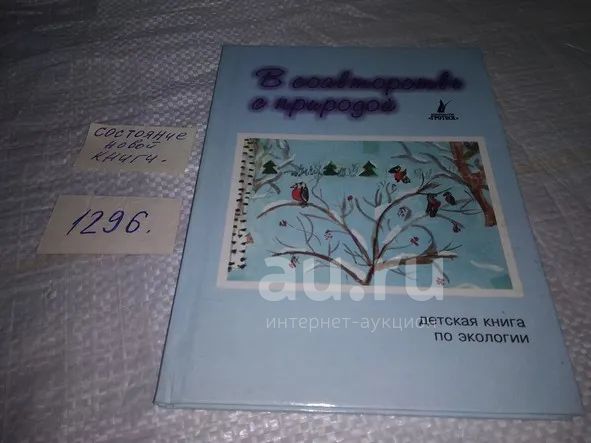 состояние
новой
книги.
1296.
В соавторстве
с природой
детская книга
по экологии
au.ru
интернет-аукцион